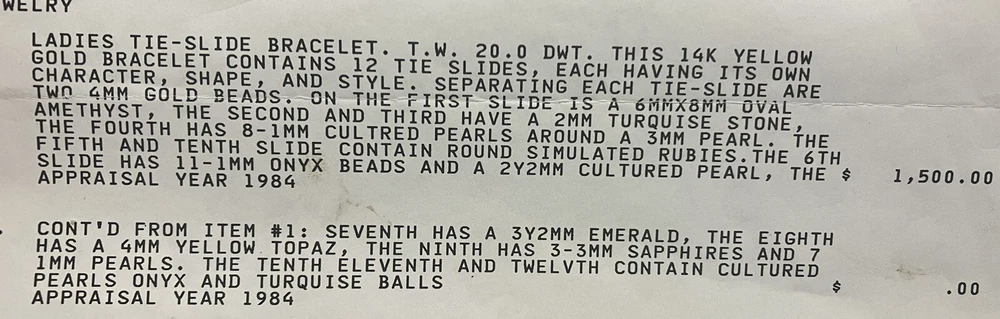 WELRY
LADIES TIE-SLIDE BRACELET. T.W. 20.0 DWT. THIS 14K YELLOW
GOLD BRACELET CONTAINS 12 TIE SLIDES, EACH HAVING ITS OWN
CHARACTER, SHAPE, AND STYLE. SEPARATING EACH TIE-SLIDE ARE
TWO 4MM GOLD BEADS. ON THE FIRST SLIDE IS A 6MMX8MM OVAL
AMETHYST, THE SECOND AND THIRD HAVE A 2MM TURQUISE STONE,
THE FOURTH HAS 8-1MM CULTRED PEARLS AROUND A 3MM PEARL. THE
FIFTH AND TENTH SLIDE CONTAIN ROUND SIMULATED RUBIES.THE 6TH
SLIDE HAS 11-1MM ONYX BEADS AND A 2Y2MM CULTURED PEARL, THE $ 1,500.00
APPRAISAL YEAR 1984
CONT'D FROM ITEM #1: SEVENTH HAS A 3Y2MM EMERALD, THE EIGHTH
HAS A 4MM YELLOW TOPAZ, THE NINTH HAS 3-3MM SAPPHIRES AND 7
1MM PEARLS. THE TENTH ELEVENTH AND TWELVTH CONTAIN CULTURED
PEARLS ONYX AND TURQUISE BALLS $ .00
APPRAISAL YEAR 1984